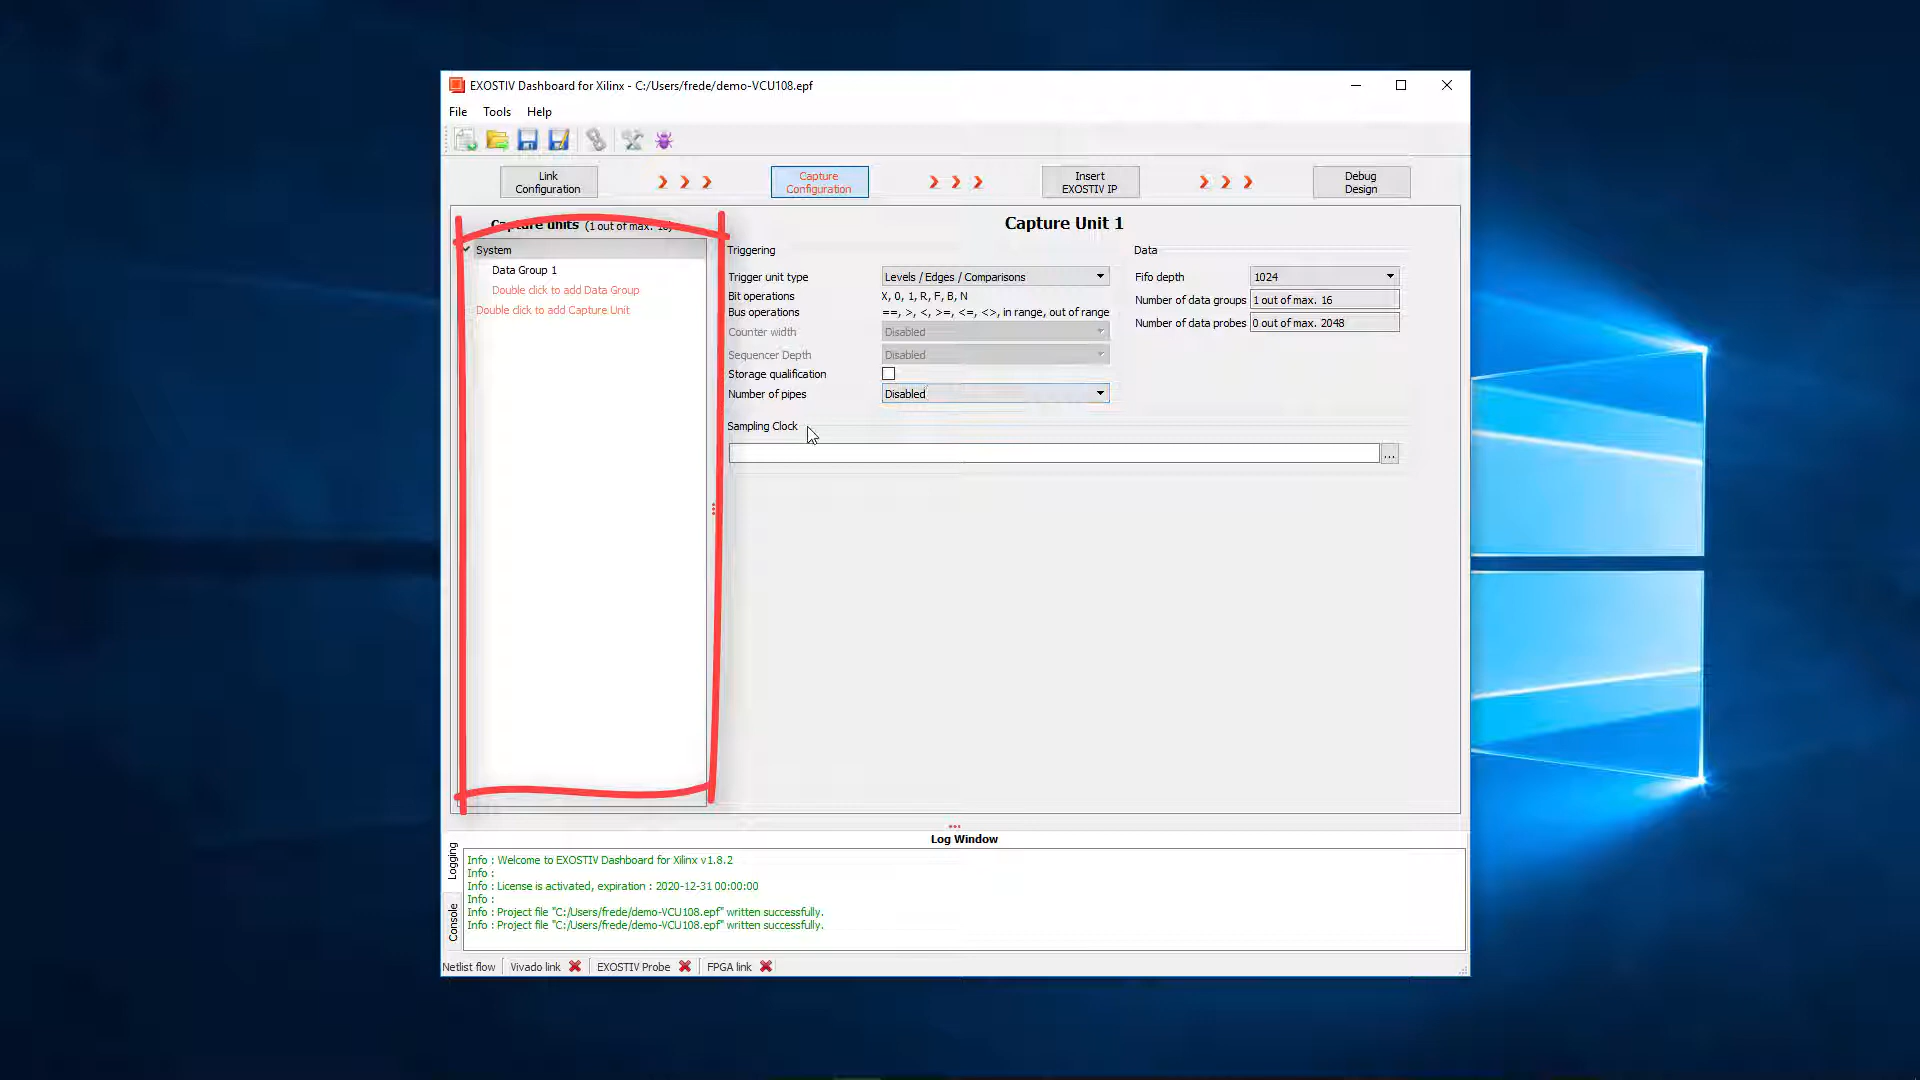 EXOSTIV Dashboard for Xilinx - C:/Users/frede/demo-VCU108.epf
File Tools Help
Link Configuration
Capture Configuration
Insert EXOSTIV IP
Debug Design
Capture units (1 out of max. 16)
System
Data Group 1
Double click to add Data Group
Double click to add Capture Unit
Capture Unit 1
Triggering
Trigger unit type Levels / Edges / Comparisons
Bit operations X, 0, 1, R, F, B, N
Bus operations ==, >, <, >=, <=, <>, in range, out of range
Counter width Disabled
Sequencer Depth Disabled
Storage qualification
Number of pipes Disabled
Data
Fifo depth 1024
Number of data groups 1 out of max. 16
Number of data probes 0 out of max. 2048
Sampling Clock
...
Log Window
Logging
Console
Info : Welcome to EXOSTIV Dashboard for Xilinx v1.8.2
Info :
Info : License is activated, expiration : 2020-12-31 00:00:00
Info :
Info : Project file "C:/Users/frede/demo-VCU108.epf" written successfully.
Info : Project file "C:/Users/frede/demo-VCU108.epf" written successfully.
Netlist flow Vivado link EXOSTIV Probe FPGA link